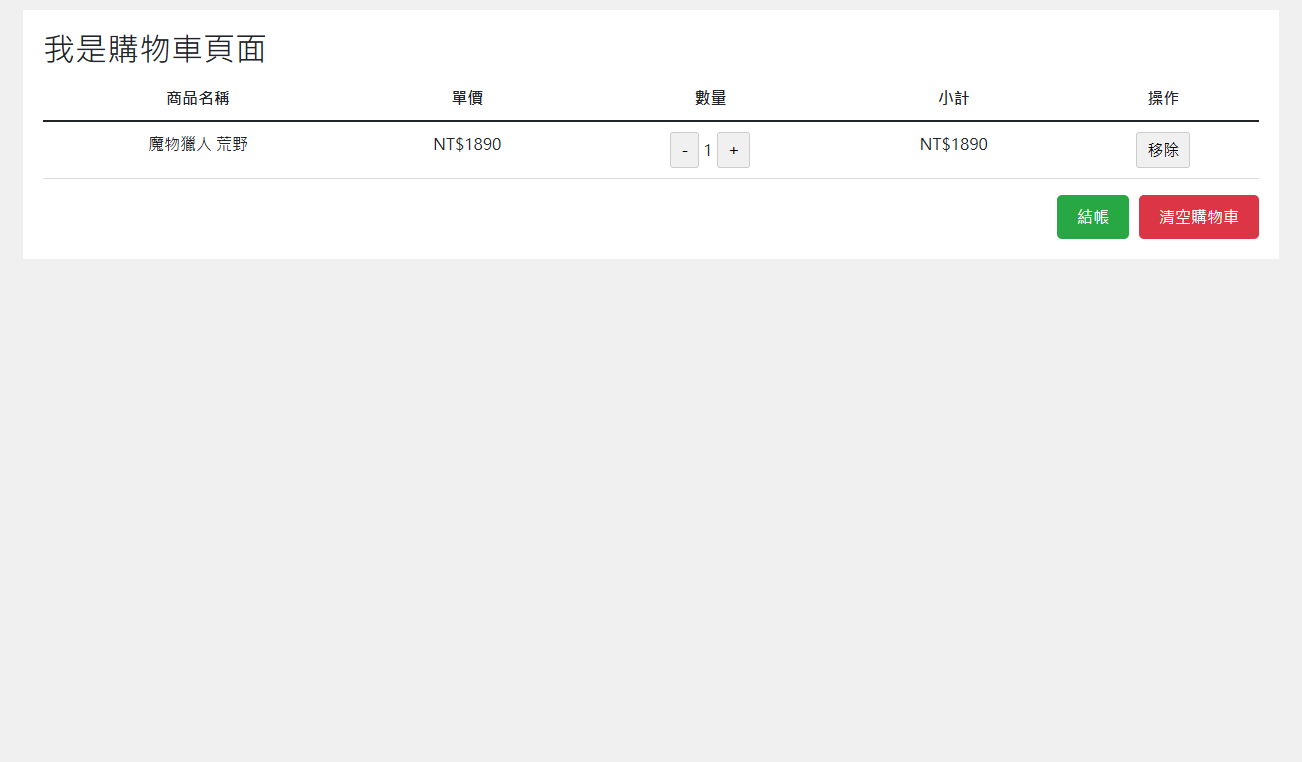 我是購物車頁面
商品名稱 單價 數量 小計 操作
魔物獵人 荒野 NT$1890 - 1 + NT$1890 移除
結帳 清空購物車